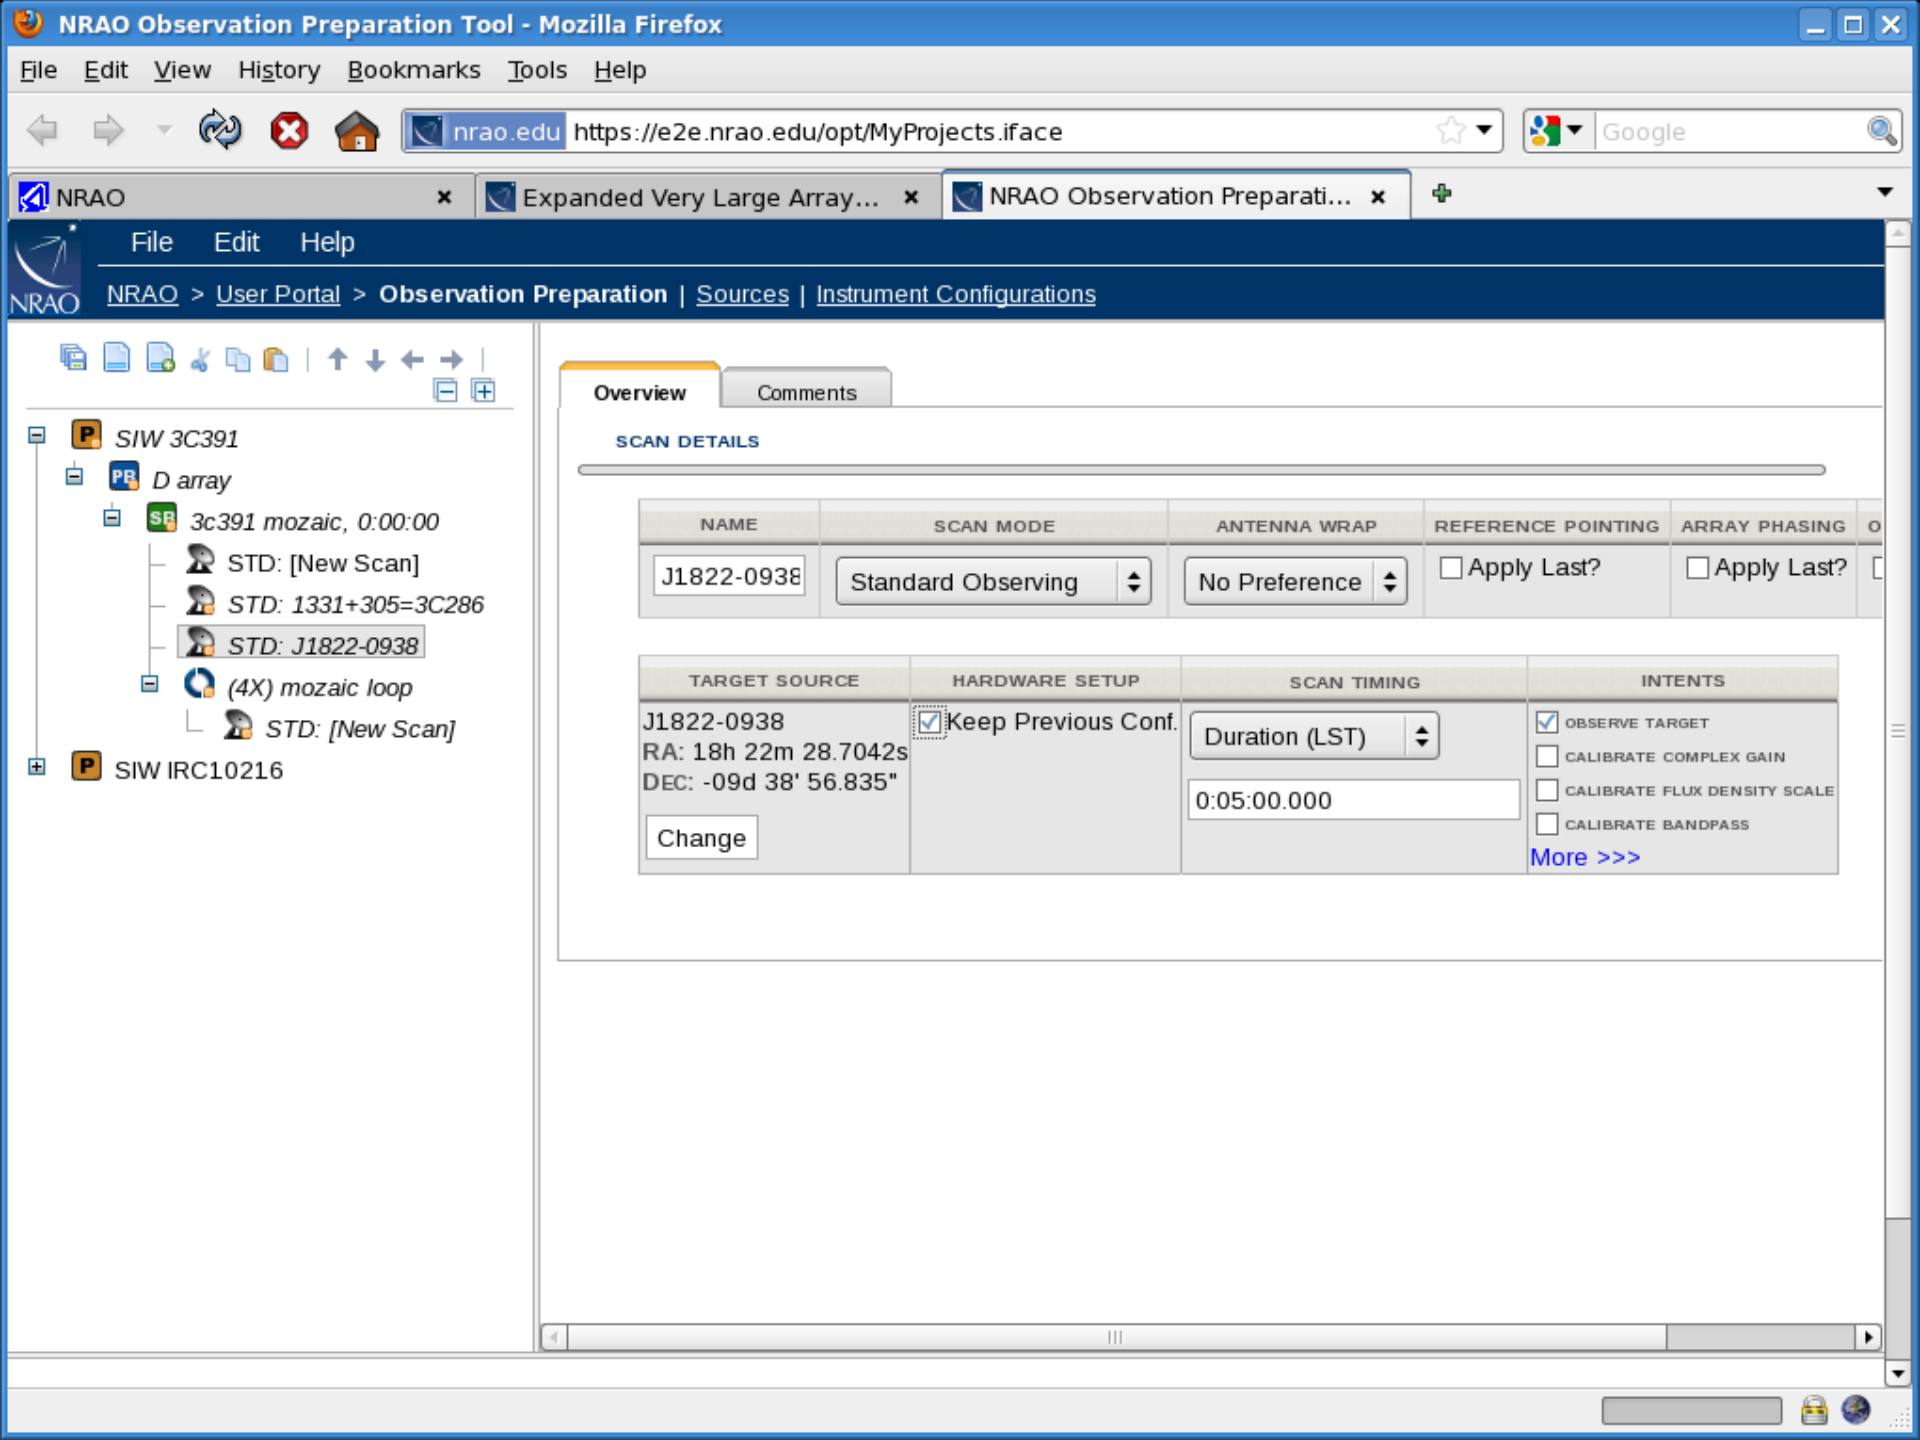 NRAO Observation Preparation Tool - Mozilla Firefox
File Edit View History Bookmarks Tools Help
nrao.edu https://e2e.nrao.edu/opt/MyProjects.iface Google
NRAO Expanded Very Large Array... NRAO Observation Preparati...
File Edit Help
NRAO NRAO > User Portal > Observation Preparation | Sources | Instrument Configurations
Overview Comments
SCAN DETAILS
P SIW 3C391
PB D array
SB 3c391 mozaic, 0:00:00
STD: [New Scan]
STD: 1331+305=3C286
STD: J1822-0938
(4X) mozaic loop
STD: [New Scan]
P SIW IRC10216
NAME SCAN MODE ANTENNA WRAP REFERENCE POINTING ARRAY PHASING O
J1822-0938 Standard Observing No Preference Apply Last? Apply Last?
TARGET SOURCE HARDWARE SETUP SCAN TIMING INTENTS
J1822-0938 Keep Previous Conf. Duration (LST) OBSERVE TARGET
RA: 18h 22m 28.7042s CALIBRATE COMPLEX GAIN
DEC: -09d 38' 56.835" 0:05:00.000 CALIBRATE FLUX DENSITY SCALE
Change CALIBRATE BANDPASS
More >>>